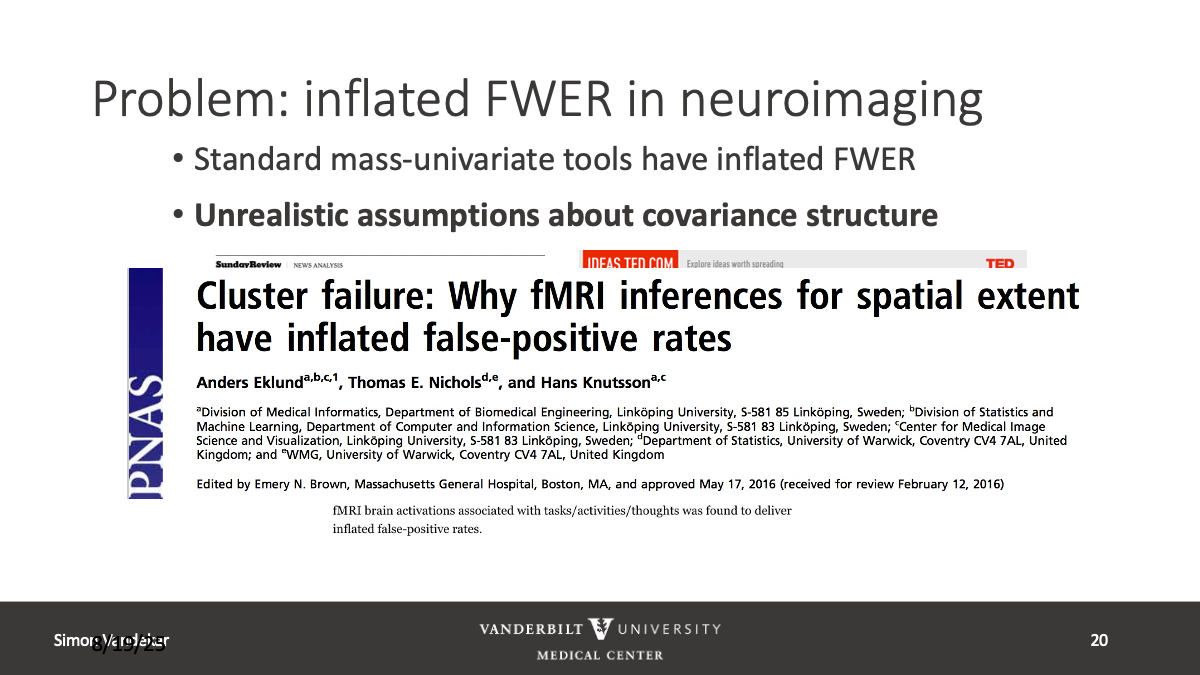 Problem: inflated FWER in neuroimaging
• Standard mass-univariate tools have inflated FWER
• Unrealistic assumptions about covariance structure
SundayReview | NEWS ANALYSIS
IDEAS.TED.COM Explore ideas worth spreading TED
PNAS
Cluster failure: Why fMRI inferences for spatial extent
have inflated false-positive rates
Anders Eklundᵃ,ᵇ,ᶜ,¹, Thomas E. Nicholsᵈ,ᵉ, and Hans Knutssonᵃ,ᶜ
ᵃDivision of Medical Informatics, Department of Biomedical Engineering, Linköping University, S-581 85 Linköping, Sweden; ᵇDivision of Statistics and
Machine Learning, Department of Computer and Information Science, Linköping University, S-581 83 Linköping, Sweden; ᶜCenter for Medical Image
Science and Visualization, Linköping University, S-581 83 Linköping, Sweden; ᵈDepartment of Statistics, University of Warwick, Coventry CV4 7AL, United
Kingdom; and ᵉWMG, University of Warwick, Coventry CV4 7AL, United Kingdom
Edited by Emery N. Brown, Massachusetts General Hospital, Boston, MA, and approved May 17, 2016 (received for review February 12, 2016)
fMRI brain activations associated with tasks/activities/thoughts was found to deliver
inflated false-positive rates.
Simon Vandekar
8/19/23
VANDERBILT UNIVERSITY
MEDICAL CENTER
20